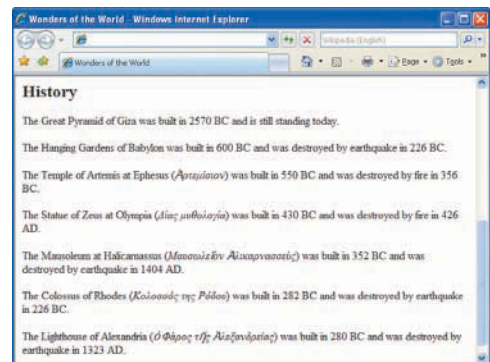 Wonders of the World - Windows Internet Explorer
Wikipedia (English)
Wonders of the World
Page
Tools
History
The Great Pyramid of Giza was built in 2570 BC and is still standing today.
The Hanging Gardens of Babylon was built in 600 BC and was destroyed by earthquake in 226 BC.
The Temple of Artemis at Ephesus (Ἀρτεμίσιον) was built in 550 BC and was destroyed by fire in 356
BC.
The Statue of Zeus at Olympia (Δίας μυθολογία) was built in 430 BC and was destroyed by fire in 426
AD.
The Mausoleum at Halicarnassus (Μαυσωλεῖον Ἀλικαρνασσεύς) was built in 352 BC and was
destroyed by earthquake in 1404 AD.
The Colossus of Rhodes (Κολοσσός της Ρόδου) was built in 282 BC and was destroyed by earthquake
in 226 BC.
The Lighthouse of Alexandria (ὁ Φάρος τῆς Ἀλεξανδρείας) was built in 280 BC and was destroyed by
earthquake in 1323 AD.